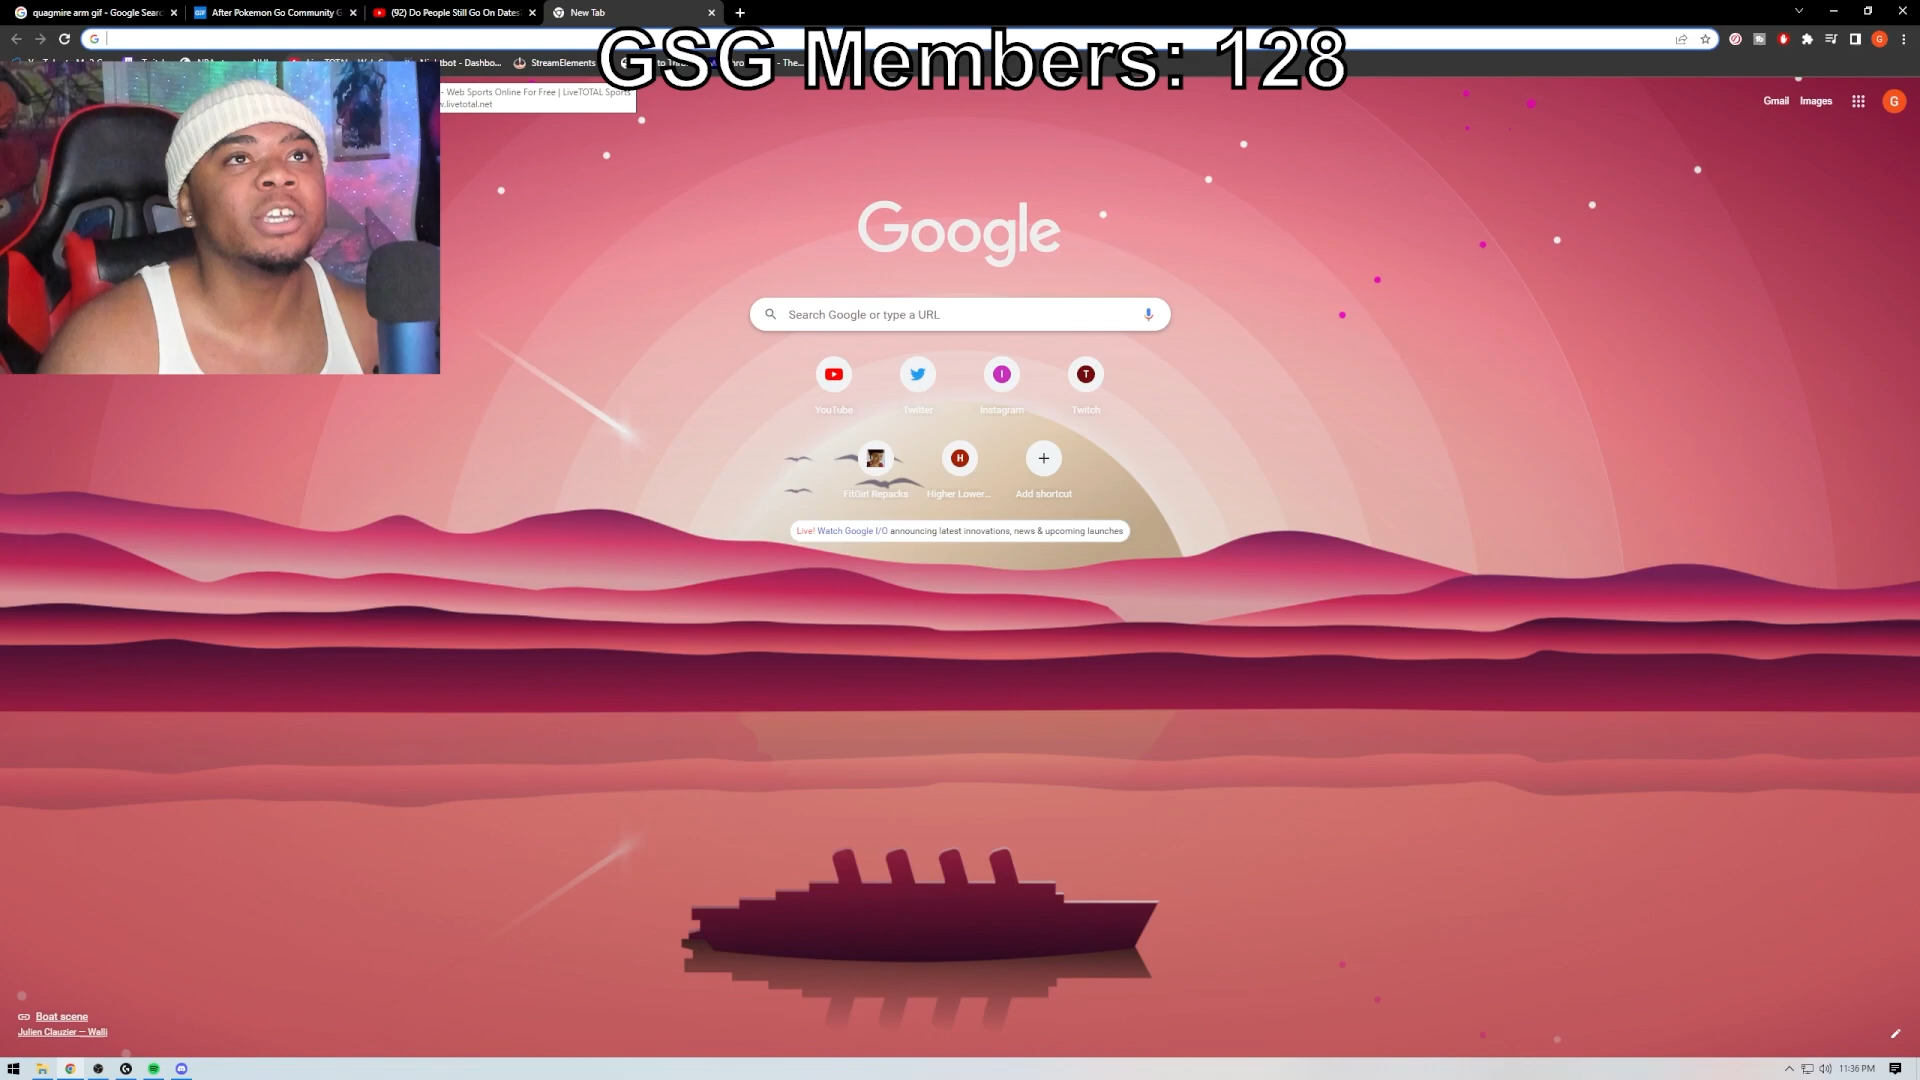 quagmire arm gif - Google Searc
After Pokemon Go Community G
(92) Do People Still Go On Dates
New Tab
GSG Members: 128
Nightbot - Dashbo...
StreamElements
- Web Sports Online For Free | LiveTOTAL Sports
w.livetotal.net
Gmail Images G
Google
Search Google or type a URL
YouTube Twitter Instagram Twitch
FitGirl Repacks Higher Lower... Add shortcut
Live! Watch Google I/O announcing latest innovations, news & upcoming launches
Boat scene
Julien Clauzier — Walli
11:36 PM